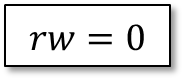 rw = 0